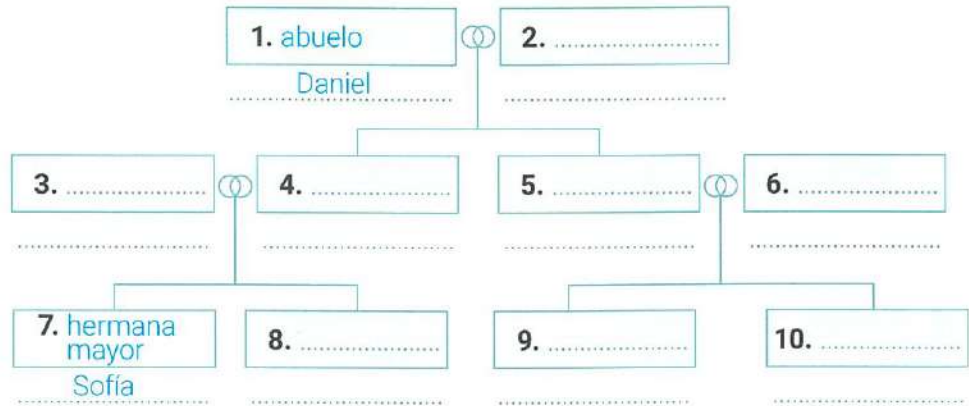 1. abuelo
2. ........................
Daniel
3. ........................
4. ........................
5. ........................
6. ........................
7. hermana
mayor
8. ........................
9. ........................
10. ........................
Sofía